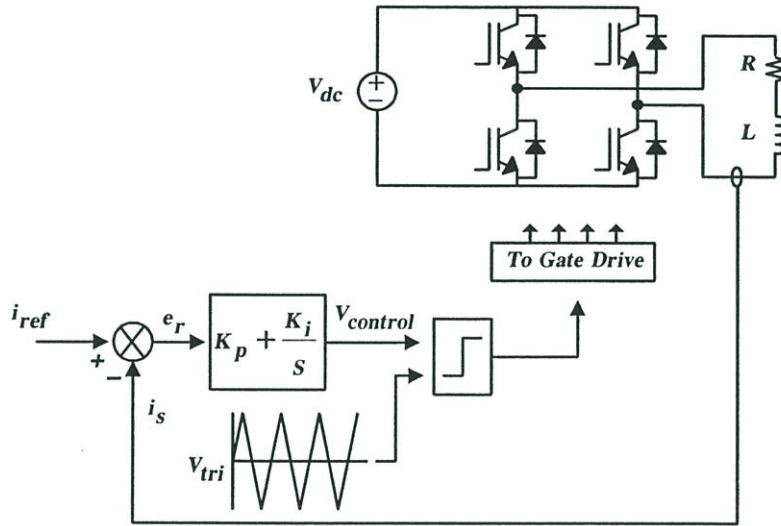 V_dc
+
−
R
L
To Gate Drive
i_ref
+
−
e_r
K_p + K_i/S
V_control
i_s
V_tri